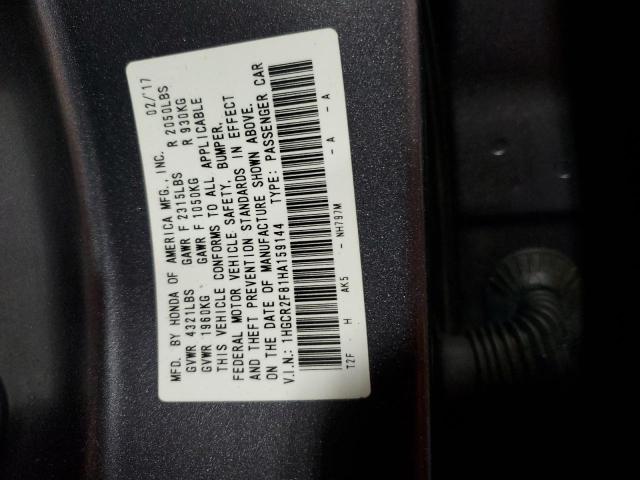 MFD. BY HONDA OF AMERICA MFG., INC. 02/'17
GVWR 4321LBS GAWR F 2315LBS R 2050LBS
GVWR 1960KG GAWR F 1050KG R 930KG
THIS VEHICLE CONFORMS TO ALL APPLICABLE
FEDERAL MOTOR VEHICLE SAFETY, BUMPER,
AND THEFT PREVENTION STANDARDS IN EFFECT
ON THE DATE OF MANUFACTURE SHOWN ABOVE.
V.I.N.: 1HGCR2F81HA159144 TYPE: PASSENGER CAR
T2F - H AK5 - NH797M - A - A